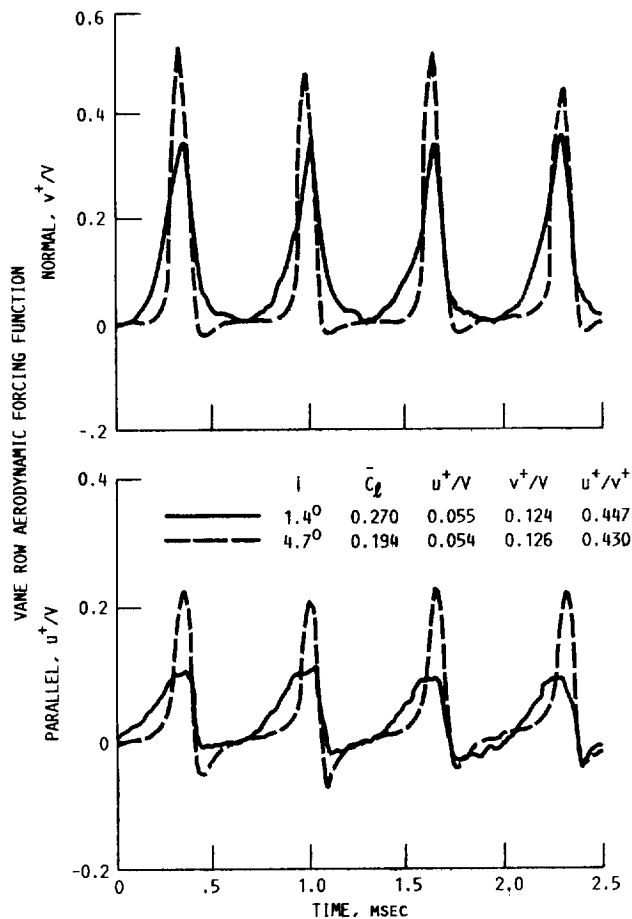 VANE ROW AERODYNAMIC FORCING FUNCTION
NORMAL, v⁺/V
0.6
0.4
0.2
0
-.2
PARALLEL, u⁺/V
0.4
i C̄ℓ u⁺/V v⁺/V u⁺/v⁺
1.4⁰ 0.270 0.055 0.124 0.447
4.7⁰ 0.194 0.054 0.126 0.430
0.2
0
-0.2
0 .5 1.0 1.5 2.0 2.5
TIME, MSEC